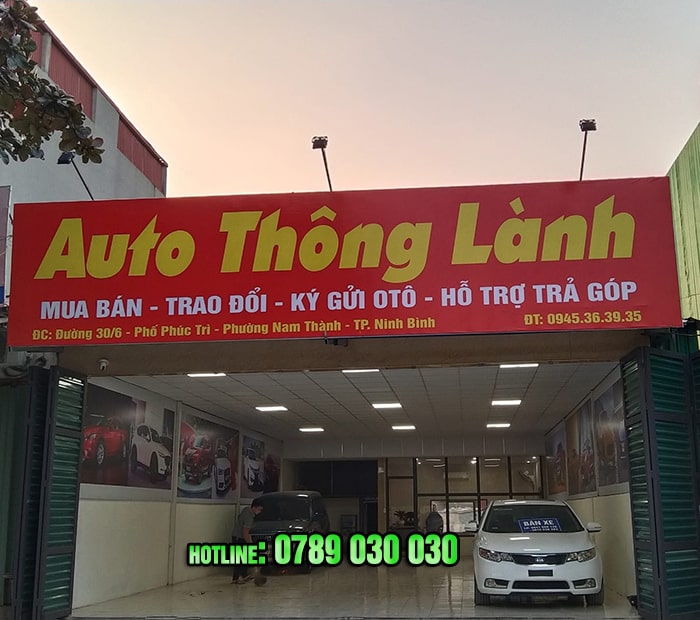 Auto Thông Lành
MUA BÁN - TRAO ĐỔI - KÝ GỬI OTÔ - HỖ TRỢ TRẢ GÓP
ĐC: Đường 30/6 - Phố Phúc Trì - Phường Nam Thành - TP. Ninh Bình ĐT: 0945.36.39.35
BÁN XE
HOTLINE: 0789 030 030